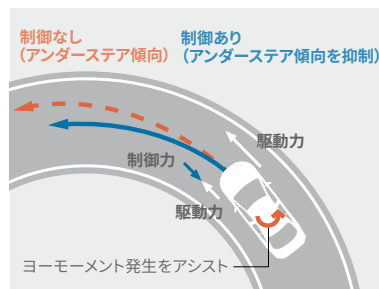 制御なし
（アンダーステア傾向）
制御あり
（アンダーステア傾向を抑制）
駆動力
制御力
駆動力
ヨーモーメント発生をアシスト